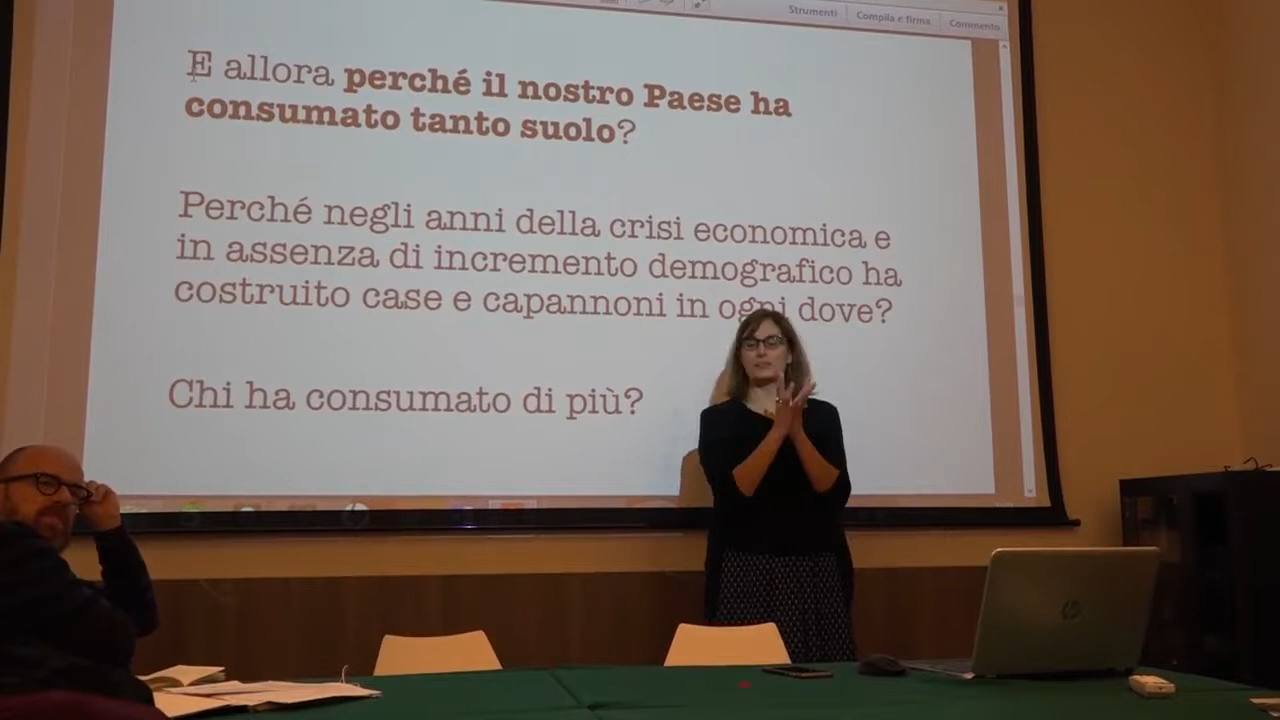 Strumenti
Compila e firma
Commento
E allora perché il nostro Paese ha
consumato tanto suolo?
Perché negli anni della crisi economica e
in assenza di incremento demografico ha
costruito case e capannoni in ogni dove?
Chi ha consumato di più?
hp